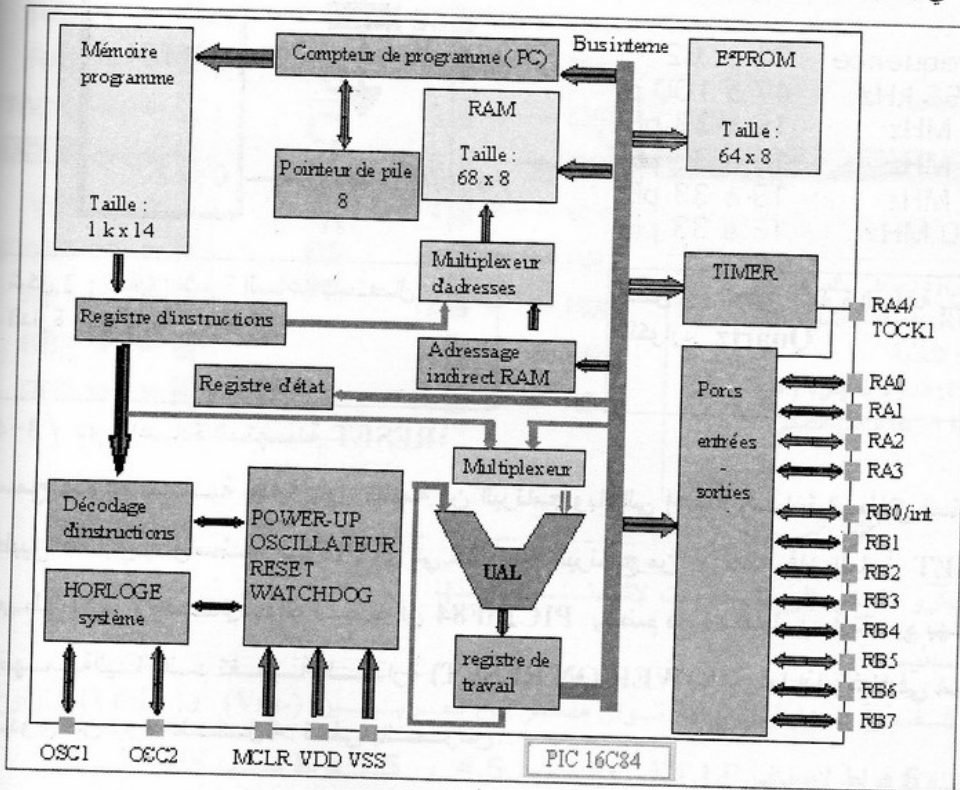 Mémoire
programme
Taille :
1 k x 14
Compteur de programme ( PC)
Bus interne
E²PROM
Taille :
64 x 8
RAM
Taille :
68 x 8
Pointeur de pile
8
Multiplexeur
d'adresses
TIMER
RA4/
TOCK1
Registre d'instructions
Adressage
indirect RAM
Registre d'état
Ports
entrées
-
sorties
RA0
RA1
RA2
RA3
RB0/int
RB1
RB2
RB3
RB4
RB5
RB6
RB7
Multiplexeur
UAL
registre de
travail
Décodage
d'instructions
POWER-UP
OSCILLATEUR
RESET
WATCHDOG
HORLOGE
système
OSC1
OSC2
MCLR VDD VSS
PIC 16C84